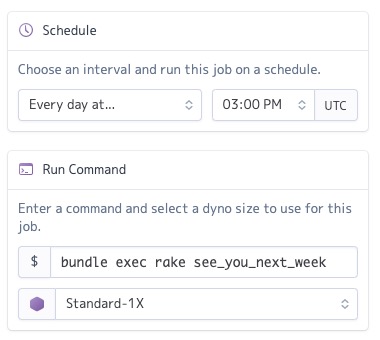 Schedule
Choose an interval and run this job on a schedule.
Every day at... 03:00 PM UTC
Run Command
Enter a command and select a dyno size to use for this
job.
$ bundle exec rake see_you_next_week
Standard-1X